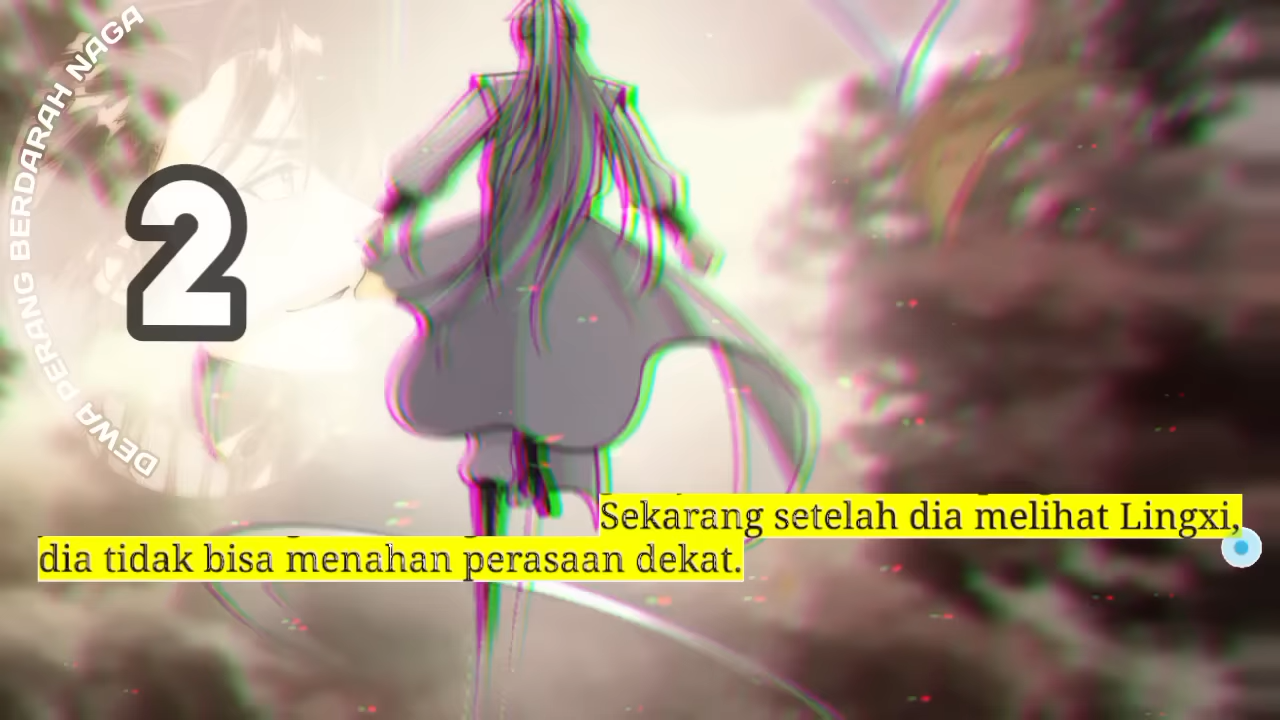 DEWA PERANG BERDARAH NAGA
2
Sekarang setelah dia melihat Lingxi,
dia tidak bisa menahan perasaan dekat.